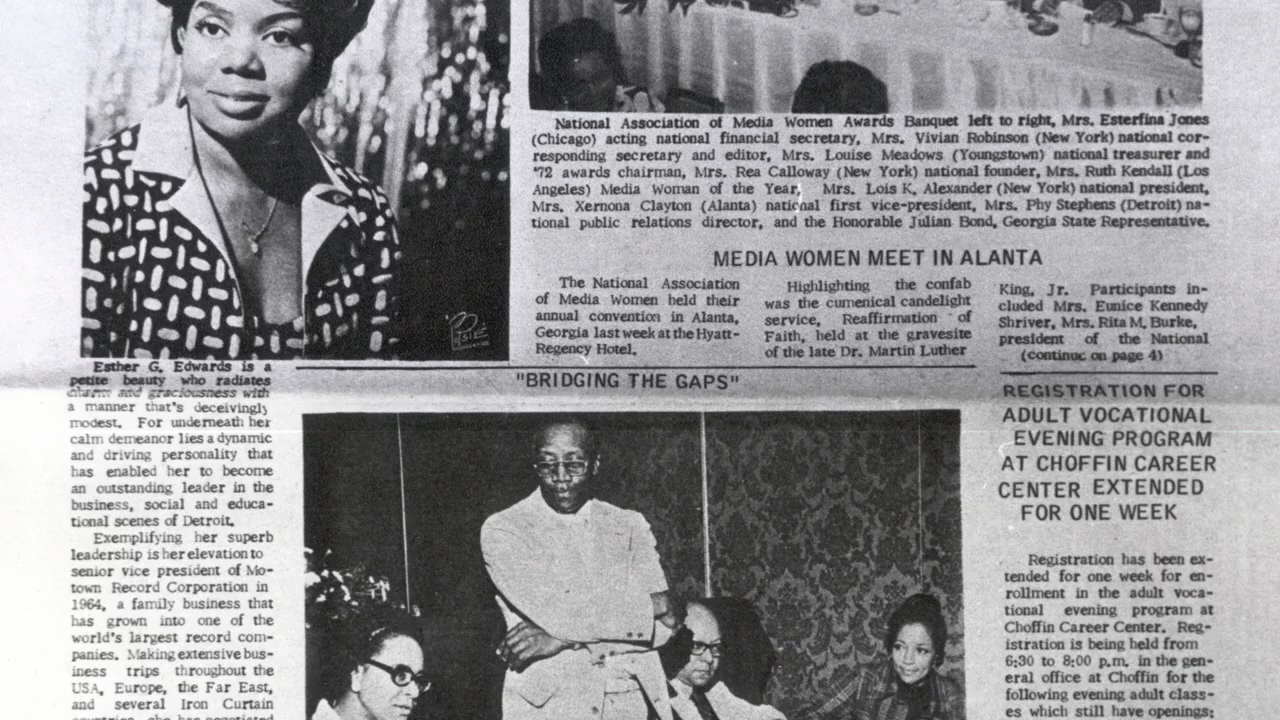 National Association of Media Women Awards Banquet left to right, Mrs. Esterfina Jones
(Chicago) acting national financial secretary, Mrs. Vivian Robinson (New York) national cor-
responding secretary and editor, Mrs. Louise Meadows (Youngstown) national treasurer and
'72 awards chairman, Mrs. Rea Calloway (New York) national founder, Mrs. Ruth Kendall (Los
Angeles) Media Woman of the Year, Mrs. Lois K. Alexander (New York) national president,
Mrs. Xernona Clayton (Alanta) national first vice-president, Mrs. Phy Stephens (Detroit) na-
tional public relations director, and the Honorable Julian Bond, Georgia State Representative.
MEDIA WOMEN MEET IN ALANTA
The National Association
of Media Women held their
annual convention in Alanta,
Georgia last week at the Hyatt-
Regency Hotel.
Highlighting the confab
was the cumenical candelight
service, Reaffirmation of
Faith, held at the gravesite
of the late Dr. Martin Luther
King, Jr. Participants in-
cluded Mrs. Eunice Kennedy
Shriver, Mrs. Rita M. Burke,
president of the National
(continue on page 4)
Esther G. Edwards is a
petite beauty who radiates
charm and graciousness with
a manner that's deceivingly
modest. For underneath her
calm demeanor lies a dynamic
and driving personality that
has enabled her to become
an outstanding leader in the
business, social and educa-
tional scenes of Detroit.
Exemplifying her superb
leadership is her elevation to
senior vice president of Mo-
town Record Corporation in
1964, a family business that
has grown into one of the
world's largest record com-
panies. Making extensive bus-
iness trips throughout the
USA, Europe, the Far East,
and several Iron Curtain
countries, she has negotiated
"BRIDGING THE GAPS"
REGISTRATION FOR
ADULT VOCATIONAL
EVENING PROGRAM
AT CHOFFIN CAREER
CENTER EXTENDED
FOR ONE WEEK
Registration has been ex-
tended for one week for en-
rollment in the adult voca-
tional evening program at
Choffin Career Center. Reg-
istration is being held from
6:30 to 8:00 p.m. in the gen-
eral office at Choffin for the
following evening adult class-
es which still have openings: